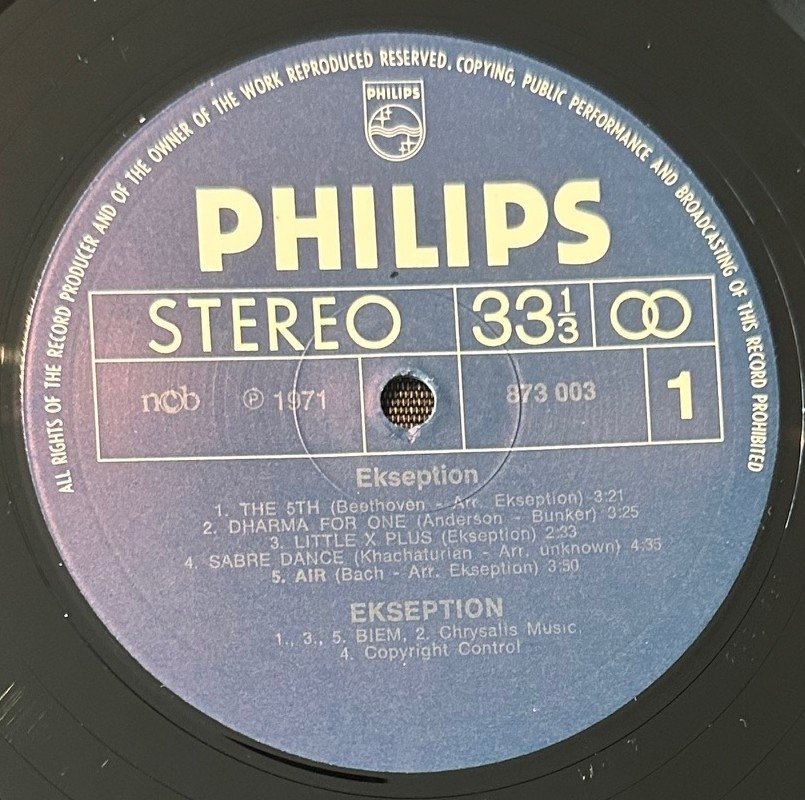 ALL RIGHTS OF THE RECORD PRODUCER AND OF THE OWNER OF THE WORK REPRODUCED RESERVED. COPYING, PUBLIC PERFORMANCE AND BROADCASTING OF THIS RECORD PROHIBITED
PHILIPS
PHILIPS
STEREO 33 1/3
ncb ℗ 1971 873 003 1
Ekseption
1. THE 5TH (Beethoven - Arr. Ekseption) 3:21
2. DHARMA FOR ONE (Anderson - Bunker) 3:25
3. LITTLE X PLUS (Ekseption) 2:33
4. SABRE DANCE (Khachaturian - Arr. unknown) 4:35
5. AIR (Bach - Arr. Ekseption) 3:50
EKSEPTION
1., 3., 5. BIEM, 2. Chrysalis Music,
4. Copyright Control